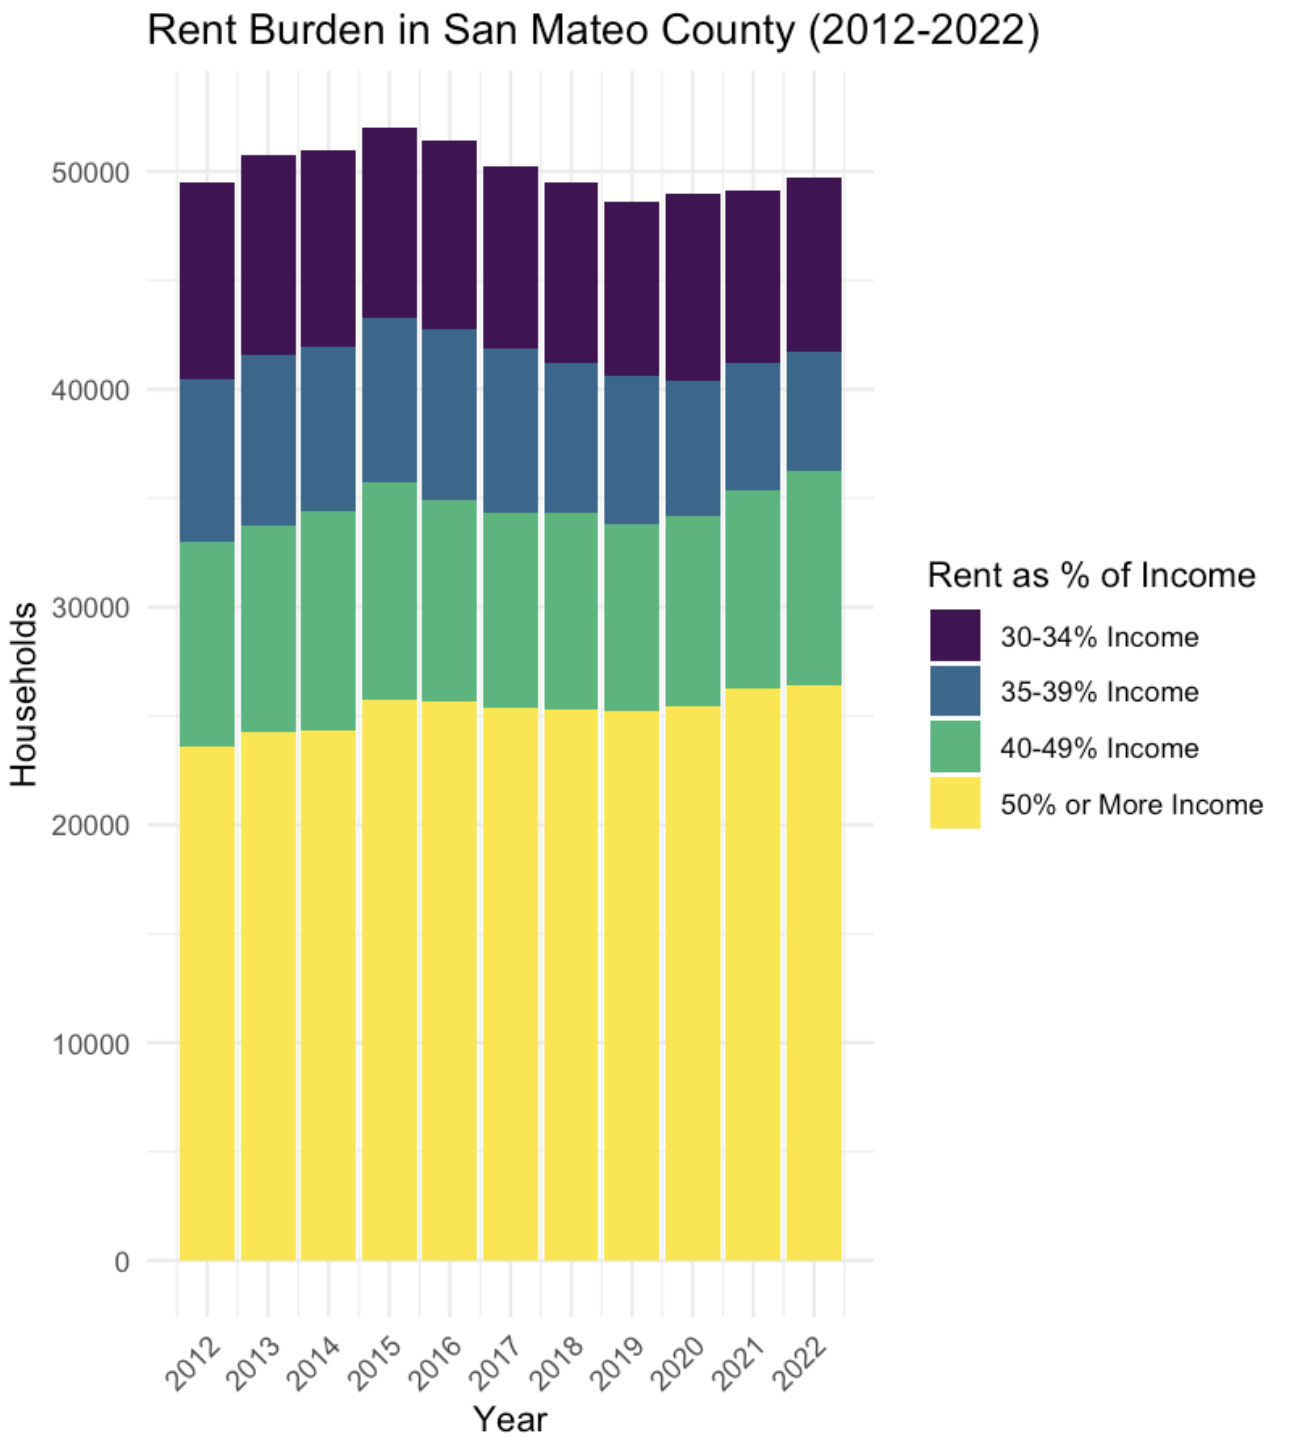 Rent Burden in San Mateo County (2012-2022)
50000
40000
30000
20000
10000
0
Households
2012
2013
2014
2015
2016
2017
2018
2019
2020
2021
2022
Year
Rent as % of Income
30-34% Income
35-39% Income
40-49% Income
50% or More Income